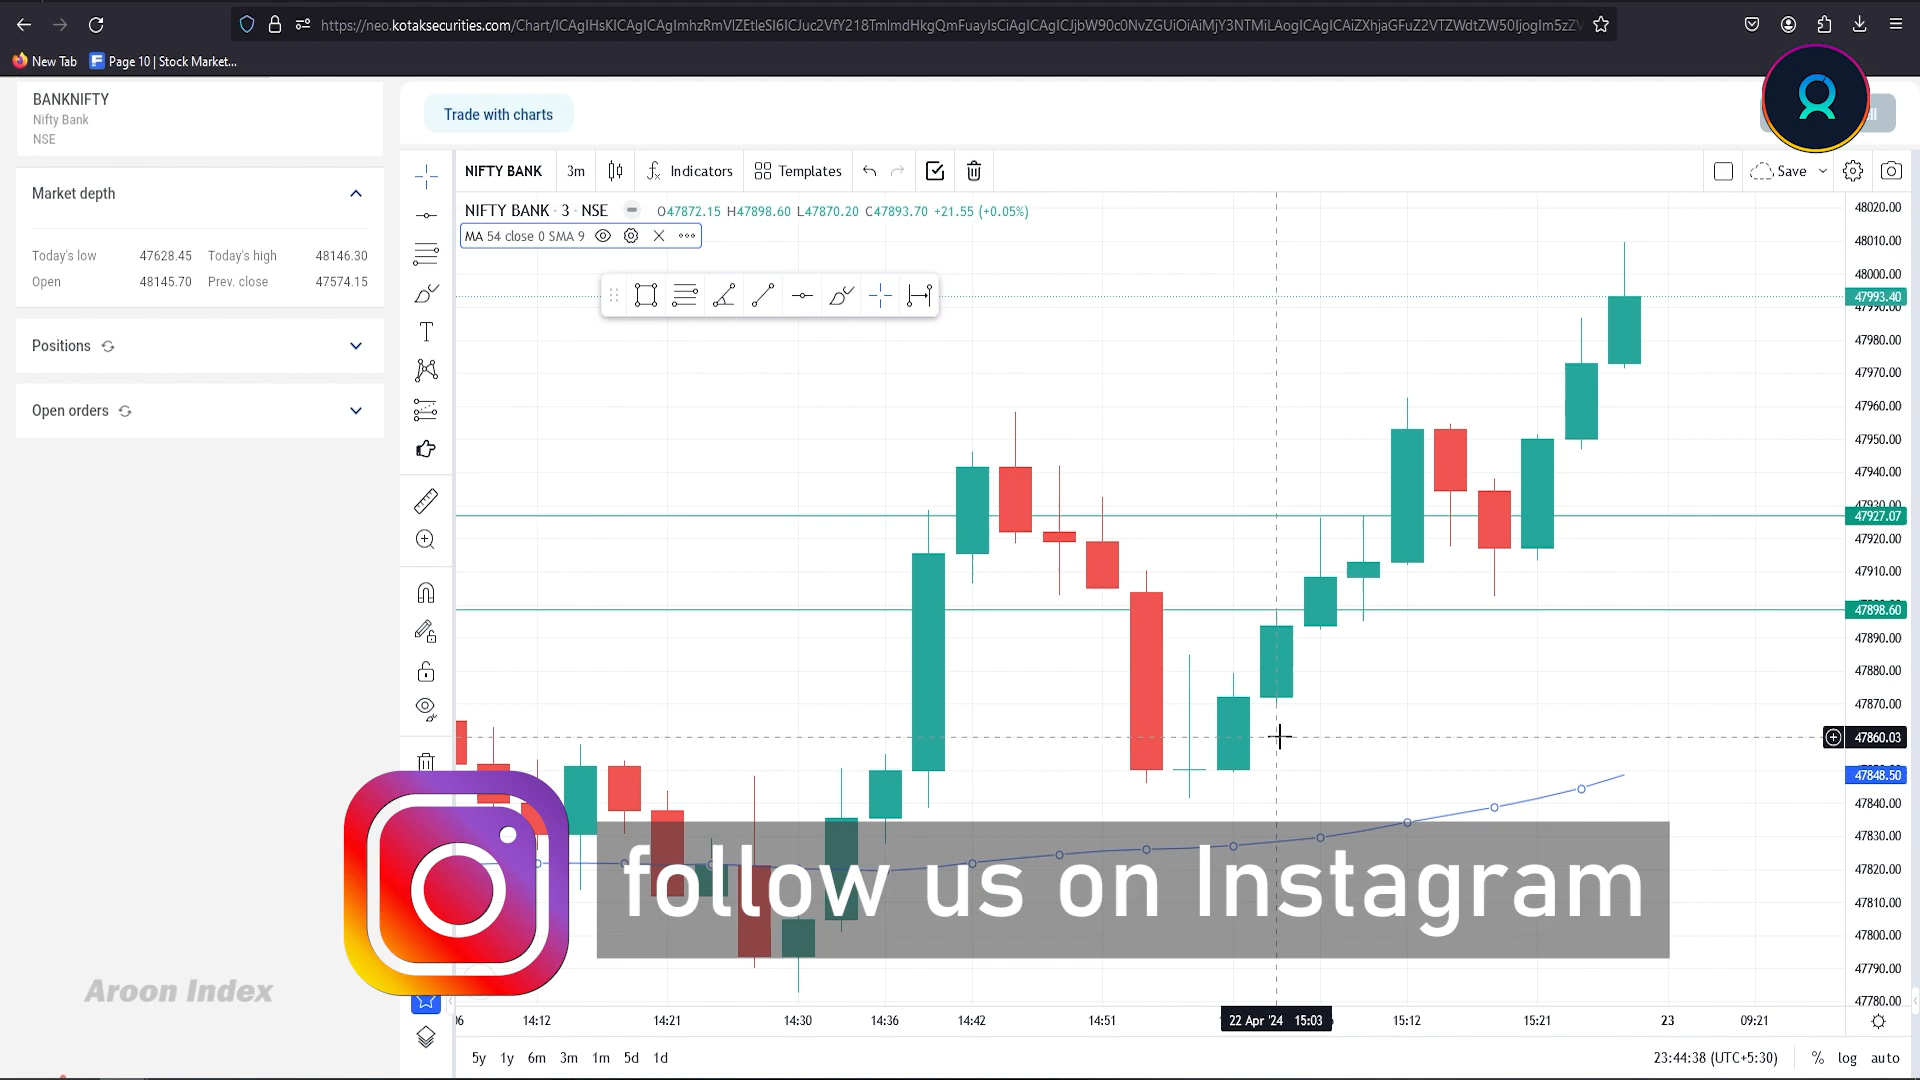 New Tab
Page 10 | Stock Market...
BANKNIFTY
Nifty Bank
NSE
Trade with charts
Market depth
Today's low 47628.45 Today's high 48146.30
Open 48145.70 Prev. close 47574.15
Positions
Open orders
NIFTY BANK 3m Indicators Templates Save
NIFTY BANK · 3 · NSE O47872.15 H47898.60 L47870.20 C47893.70 +21.55 (+0.05%)
MA 54 close 0 SMA 9
48020.00
48010.00
48000.00
47993.40
47990.00
47980.00
47970.00
47960.00
47950.00
47940.00
47930.00
47927.07
47920.00
47910.00
47898.60
47890.00
47880.00
47870.00
47860.03
47848.50
47840.00
47830.00
47820.00
47810.00
47800.00
47790.00
47780.00
follow us on Instagram
Aroon Index
14:12 14:21 14:30 14:36 14:42 14:51 22 Apr '24 15:03 15:12 15:21 23 09:21
5y 1y 6m 3m 1m 5d 1d
23:44:38 (UTC+5:30) % log auto